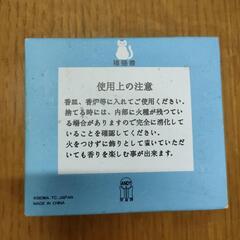 使用上の注意
香皿、香炉等に入れてご使用ください。
捨てる時には、内部に火種が残っている場合がありますので完全に消化していることを確認してください。
火をつけずに飾りとして置いていただいても香りを楽しむ事が出来ます。
KISEWA TO JAPAN
MADE IN CHINA
ANDY